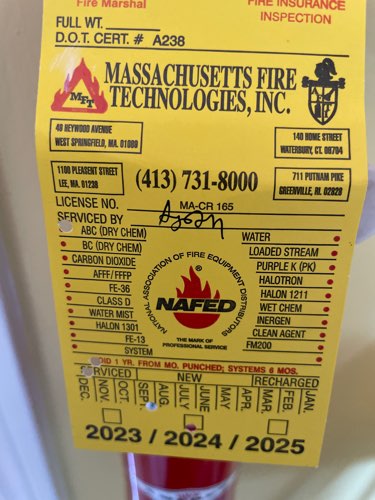 Fire Marshal
FIRE INSURANCE
INSPECTION
FULL WT.
D.O.T. CERT. # A238
MFT
MASSACHUSETTS FIRE
TECHNOLOGIES, INC.
49 HEYWOOD AVENUE
WEST SPRINGFIELD, MA. 01089
140 HOME STREET
WATERBURY, CT. 06704
1100 PLEASENT STREET
LEE, MA. 01238
(413) 731-8000
711 PUTNAM PIKE
GREENVILLE, RI. 02828
LICENSE NO. MA-CR 165
SERVICED BY
ABC (DRY CHEM)
BC (DRY CHEM)
CARBON DIOXIDE
AFFF / FFFP
FE-36
CLASS D
WATER MIST
HALON 1301
FE-13
SYSTEM
NATIONAL ASSOCIATION OF FIRE EQUIPMENT DISTRIBUTORS
NAFED
®
THE MARK OF
PROFESSIONAL SERVICE
WATER
LOADED STREAM
PURPLE K (PK)
HALOTRON
HALON 1211
WET CHEM
INERGEN
CLEAN AGENT
FM200
VOID 1 YR. FROM MO. PUNCHED; SYSTEMS 6 MOS.
SERVICED NEW RECHARGED
DEC. NOV. OCT. SEPT. AUG. JULY JUNE MAY APR. MAR. FEB. JAN.
2023 / 2024 / 2025